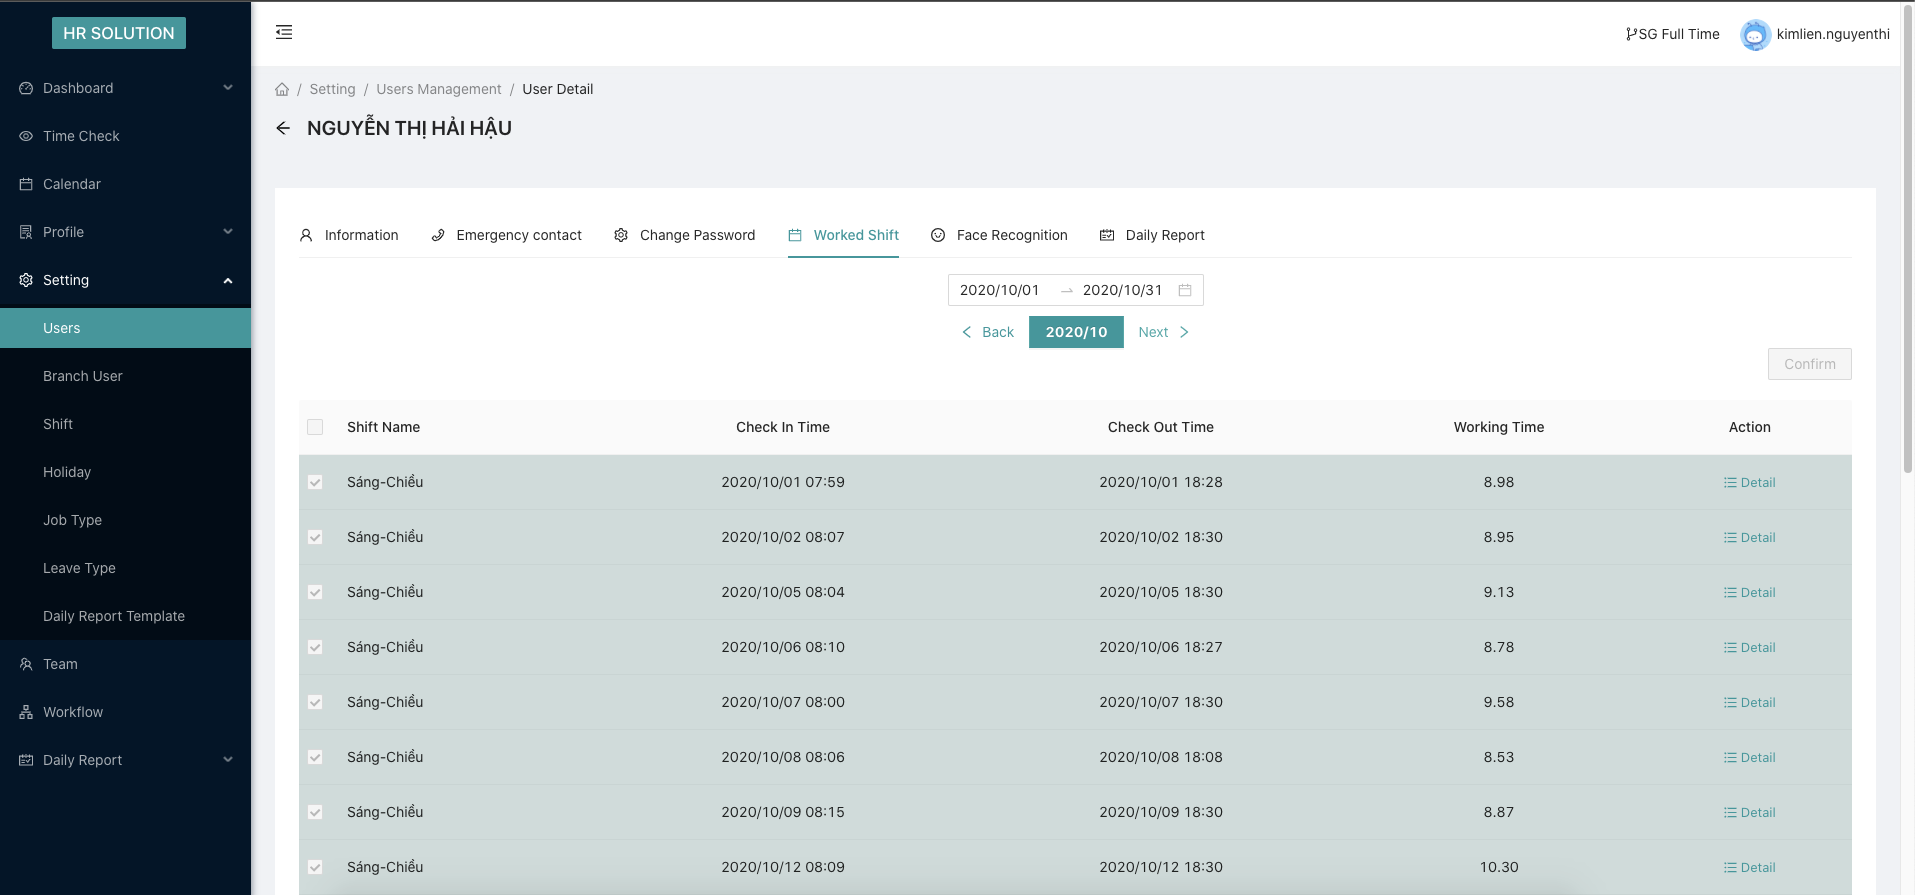 HR SOLUTION
SG Full Time
kimlien.nguyenthi
Dashboard
Time Check
Calendar
Profile
Setting
Users
Branch User
Shift
Holiday
Job Type
Leave Type
Daily Report Template
Team
Workflow
Daily Report
/ Setting / Users Management / User Detail
NGUYỄN THỊ HẢI HẬU
Information Emergency contact Change Password Worked Shift Face Recognition Daily Report
2020/10/01 → 2020/10/31
< Back 2020/10 Next >
Confirm
Shift Name Check In Time Check Out Time Working Time Action
Sáng-Chiều 2020/10/01 07:59 2020/10/01 18:28 8.98 Detail
Sáng-Chiều 2020/10/02 08:07 2020/10/02 18:30 8.95 Detail
Sáng-Chiều 2020/10/05 08:04 2020/10/05 18:30 9.13 Detail
Sáng-Chiều 2020/10/06 08:10 2020/10/06 18:27 8.78 Detail
Sáng-Chiều 2020/10/07 08:00 2020/10/07 18:30 9.58 Detail
Sáng-Chiều 2020/10/08 08:06 2020/10/08 18:08 8.53 Detail
Sáng-Chiều 2020/10/09 08:15 2020/10/09 18:30 8.87 Detail
Sáng-Chiều 2020/10/12 08:09 2020/10/12 18:30 10.30 Detail